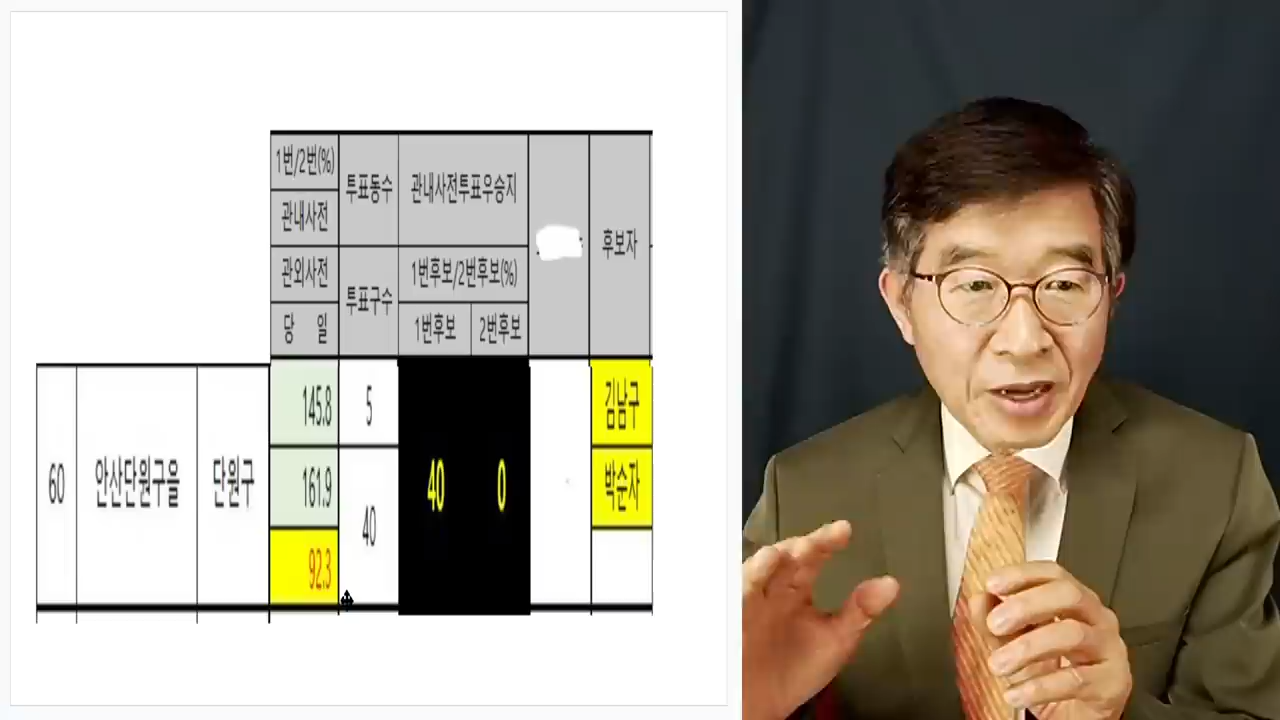 1번/2번(%)
관내사전
관외사전
당 일
투표동수
투표구수
관내사전투표우승지
1번후보/2번후보(%)
1번후보
2번후보
후보자
60
안산단원구을
단원구
145.8
161.9
92.3
5
40
40 0
김남구
박순자